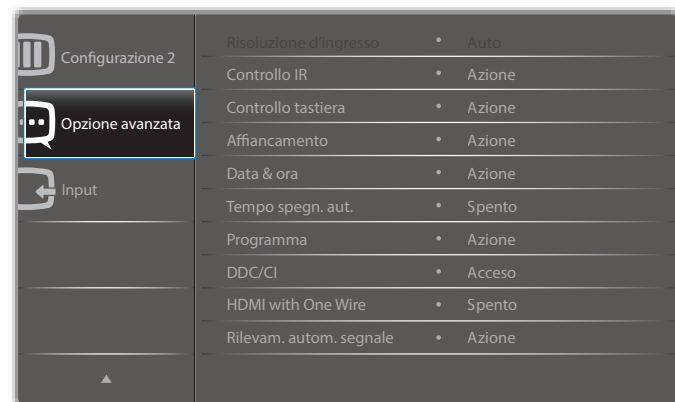 Configurazione 2
Opzione avanzata
Input
Risoluzione d'ingresso • Auto
Controllo IR • Azione
Controllo tastiera • Azione
Affiancamento • Azione
Data & ora • Azione
Tempo spegn. aut. • Spento
Programma • Azione
DDC/CI • Acceso
HDMI with One Wire • Spento
Rilevam. autom. segnale • Azione